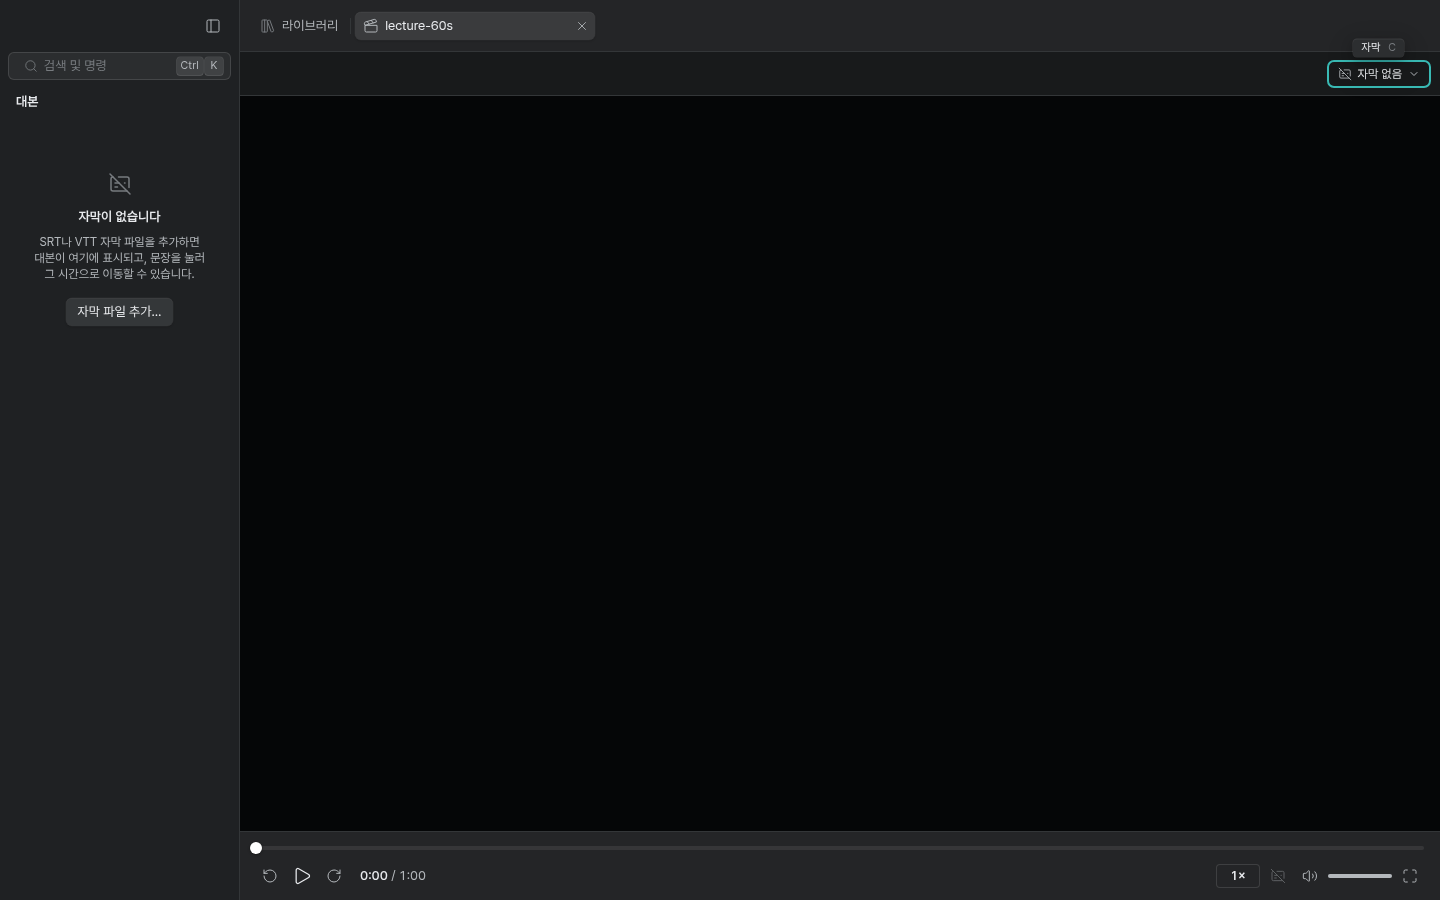 라이브러리
lecture-60s
검색 및 명령
Ctrl K
자막 C
자막 없음
대본
자막이 없습니다
SRT나 VTT 자막 파일을 추가하면
대본이 여기에 표시되고, 문장을 눌러
그 시간으로 이동할 수 있습니다.
자막 파일 추가...
0:00 / 1:00
1×